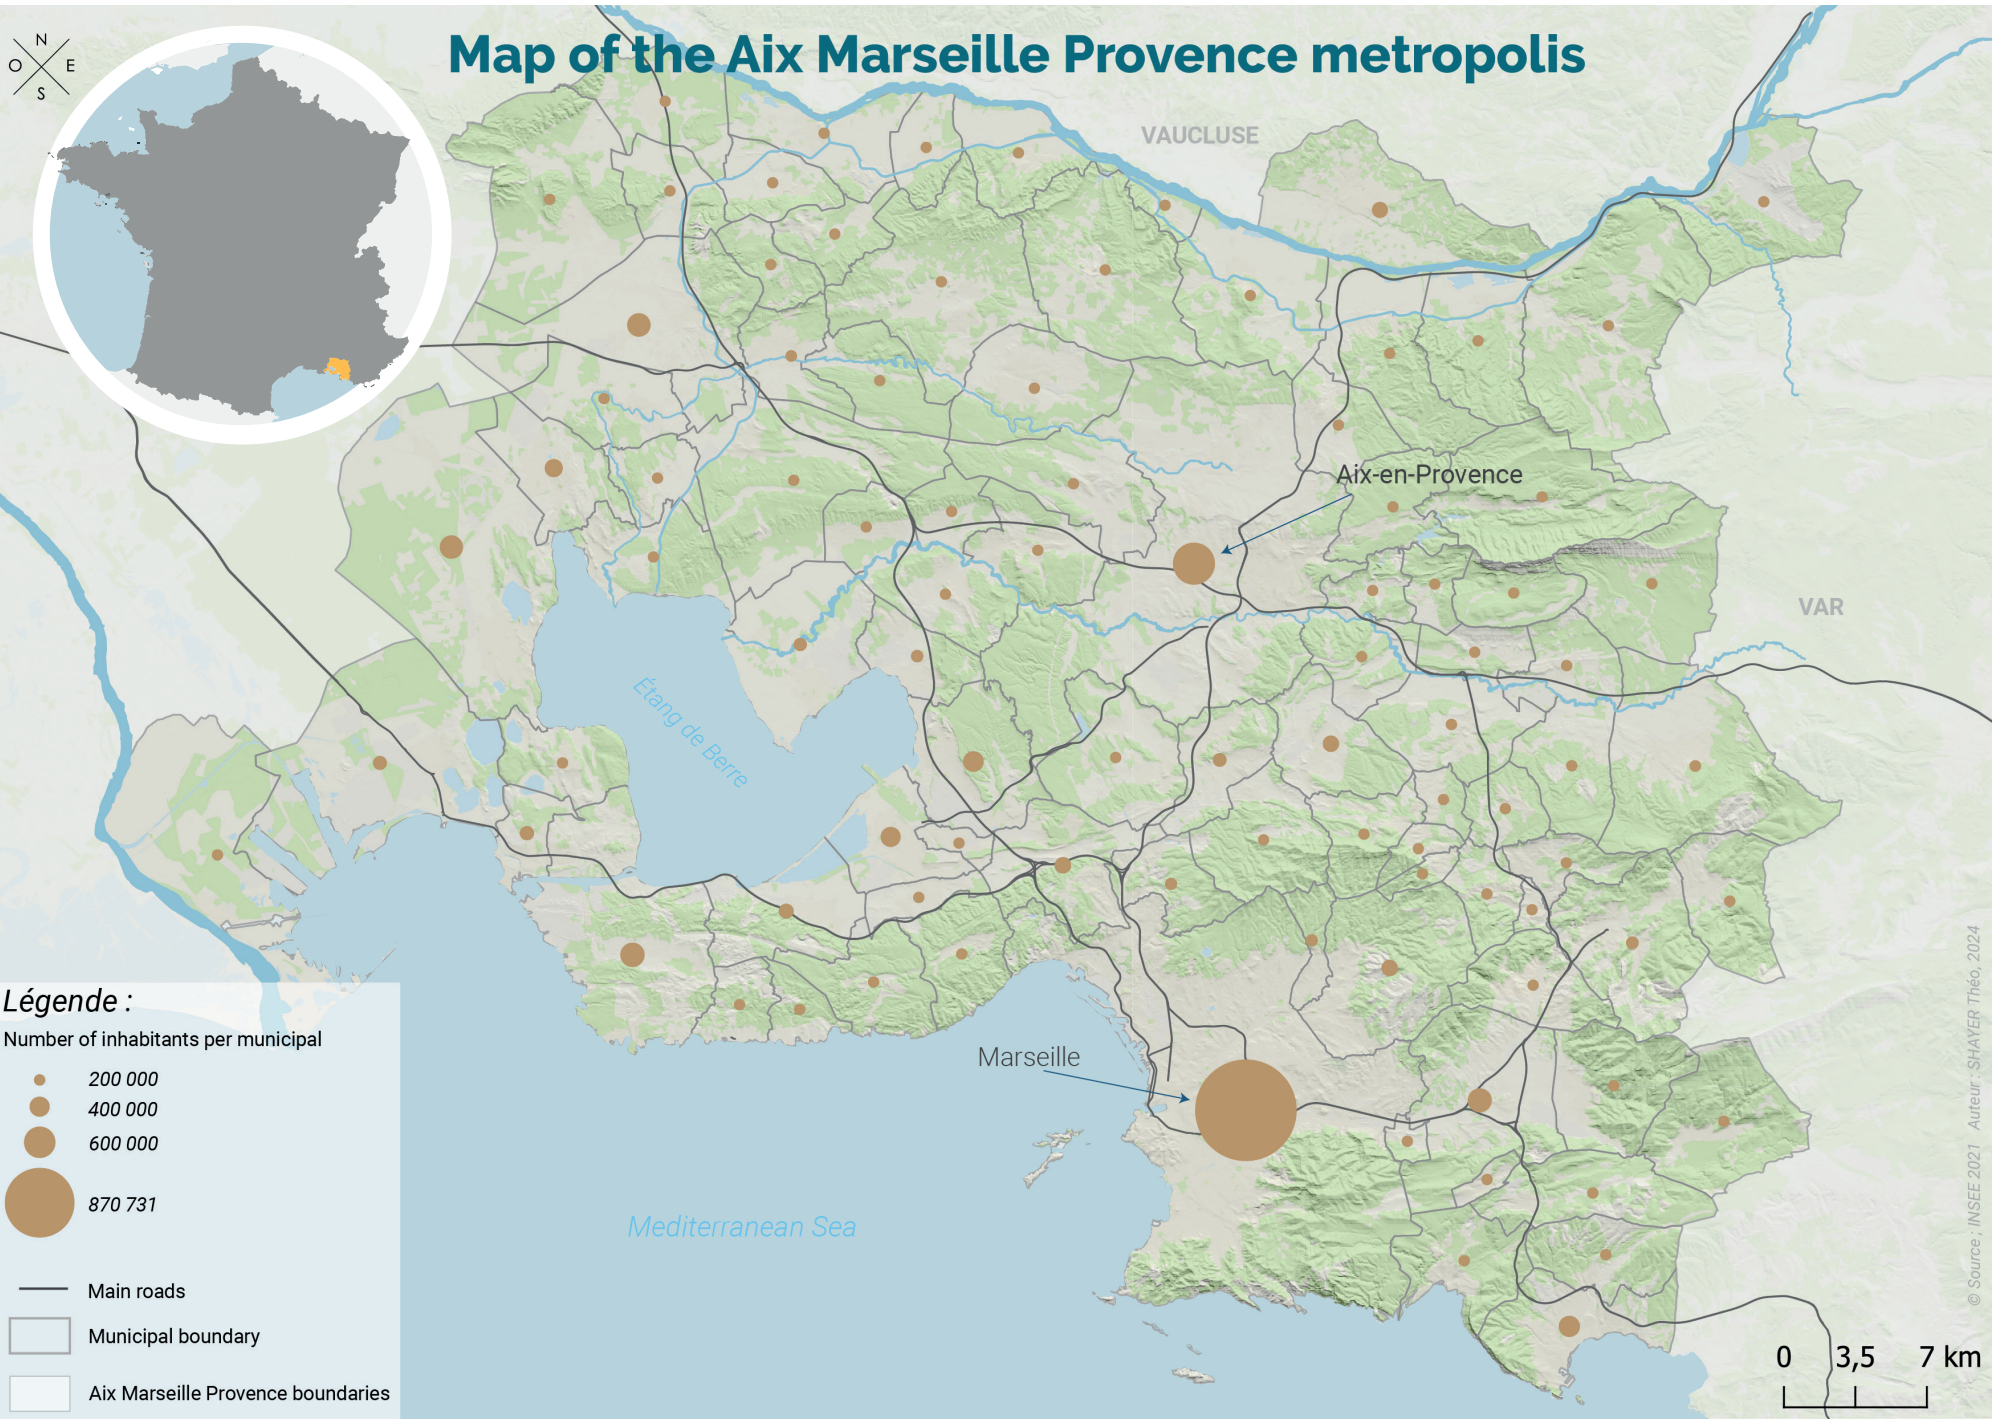 Map of the Aix Marseille Provence metropolis
N
O
E
S
VAUCLUSE
Aix-en-Provence
VAR
Étang de Berre
Marseille
Mediterranean Sea
Légende :
Number of inhabitants per municipal
200 000
400 000
600 000
870 731
Main roads
Municipal boundary
Aix Marseille Provence boundaries
0 3,5 7 km
© Source ; INSEE 2021 Auteur : SHAYER Théo, 2024